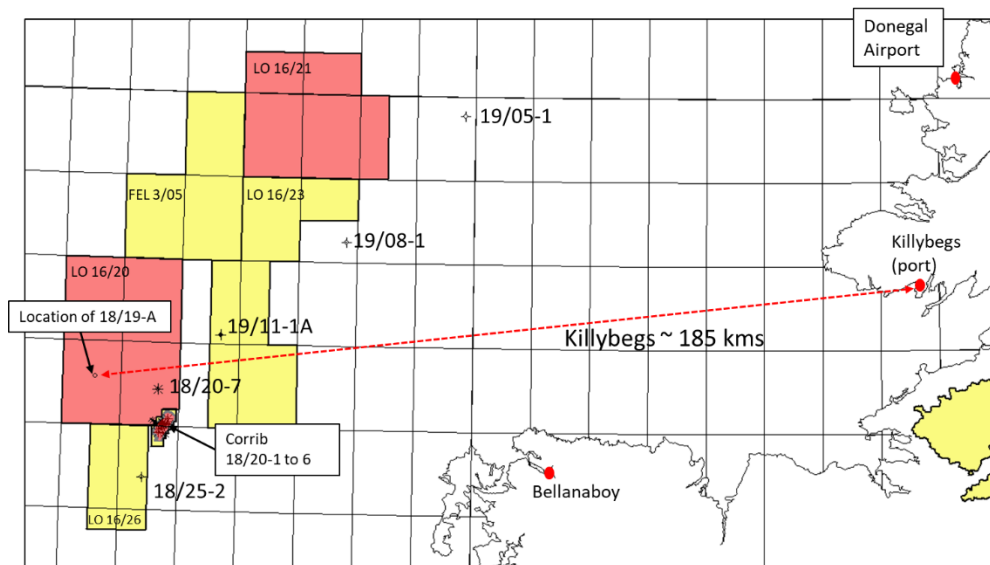 Donegal
Airport
LO 16/21
19/05-1
FEL 3/05
LO 16/23
19/08-1
Killybegs
(port)
LO 16/20
Location of 18/19-A
19/11-1A
Killybegs ~ 185 kms
18/20-7
Corrib
18/20-1 to 6
18/25-2
Bellanaboy
LO 16/26